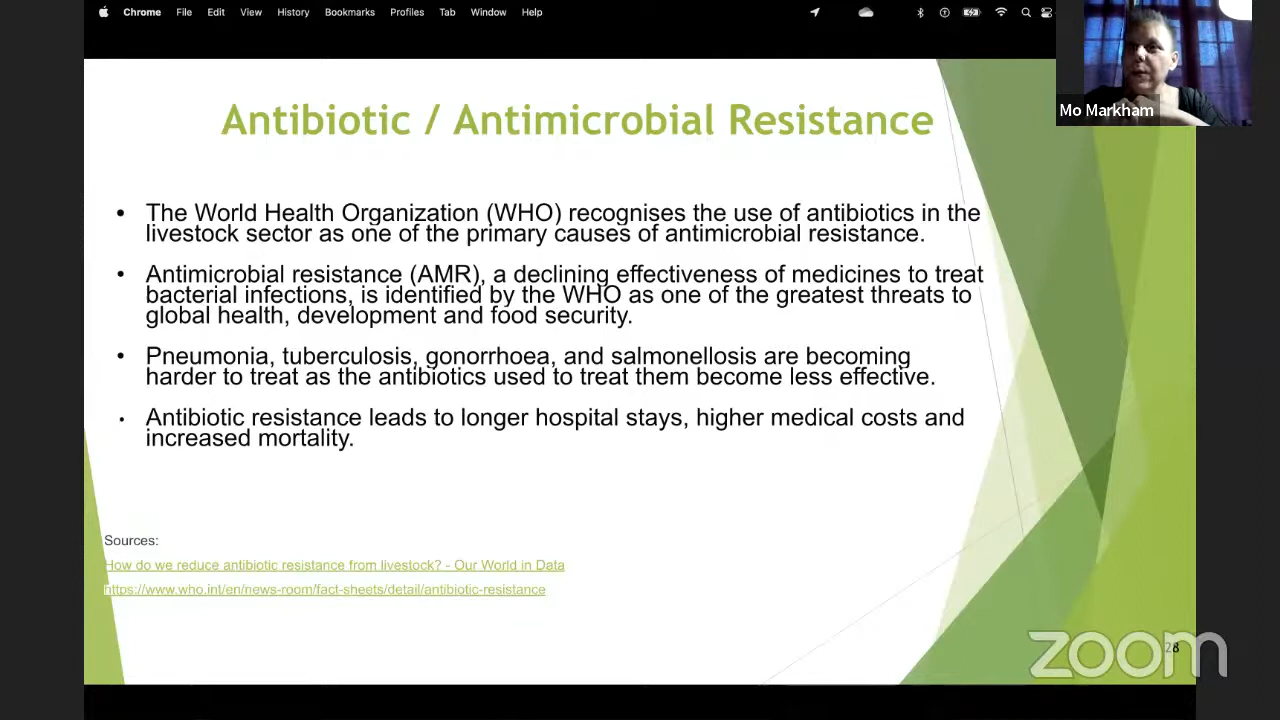 Chrome File Edit View History Bookmarks Profiles Tab Window Help
Mo Markham
Antibiotic / Antimicrobial Resistance
• The World Health Organization (WHO) recognises the use of antibiotics in the
livestock sector as one of the primary causes of antimicrobial resistance.
• Antimicrobial resistance (AMR), a declining effectiveness of medicines to treat
bacterial infections, is identified by the WHO as one of the greatest threats to
global health, development and food security.
• Pneumonia, tuberculosis, gonorrhoea, and salmonellosis are becoming
harder to treat as the antibiotics used to treat them become less effective.
• Antibiotic resistance leads to longer hospital stays, higher medical costs and
increased mortality.
Sources:
How do we reduce antibiotic resistance from livestock? - Our World in Data
https://www.who.int/en/news-room/fact-sheets/detail/antibiotic-resistance
28
zoom